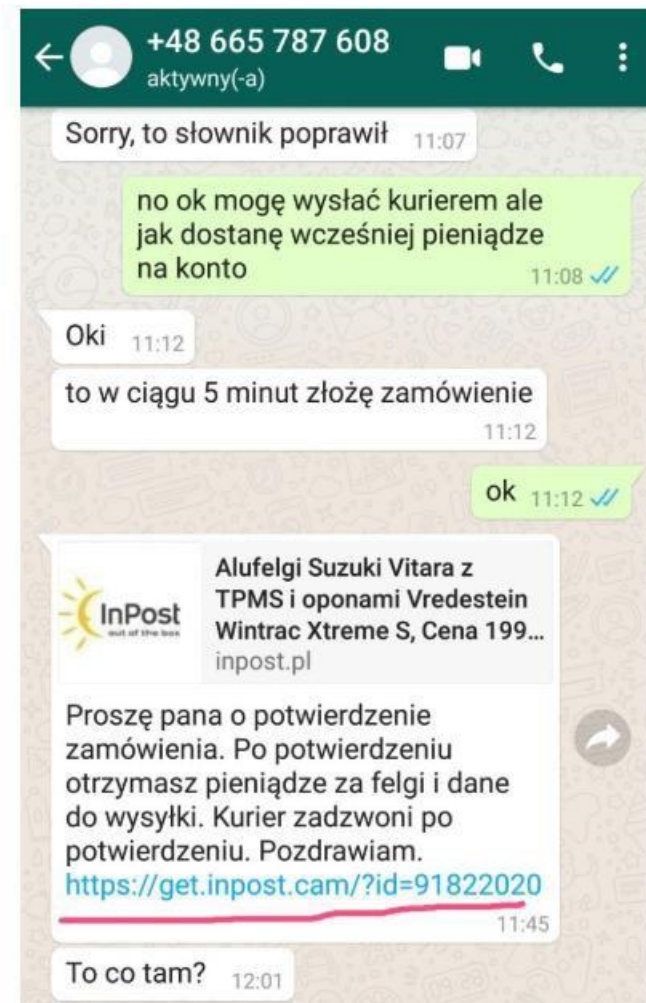 +48 665 787 608
aktywny(-a)
Sorry, to słownik poprawił 11:07
no ok mogę wysłać kurierem ale
jak dostanę wcześniej pieniądze
na konto 11:08
Oki 11:12
to w ciągu 5 minut złożę zamówienie
11:12
ok 11:12
InPost
out of the box
Alufelgi Suzuki Vitara z
TPMS i oponami Vredestein
Wintrac Xtreme S, Cena 199...
inpost.pl
Proszę pana o potwierdzenie
zamówienia. Po potwierdzeniu
otrzymasz pieniądze za felgi i dane
do wysyłki. Kurier zadzwoni po
potwierdzeniu. Pozdrawiam.
https://get.inpost.cam/?id=91822020
11:45
To co tam? 12:01